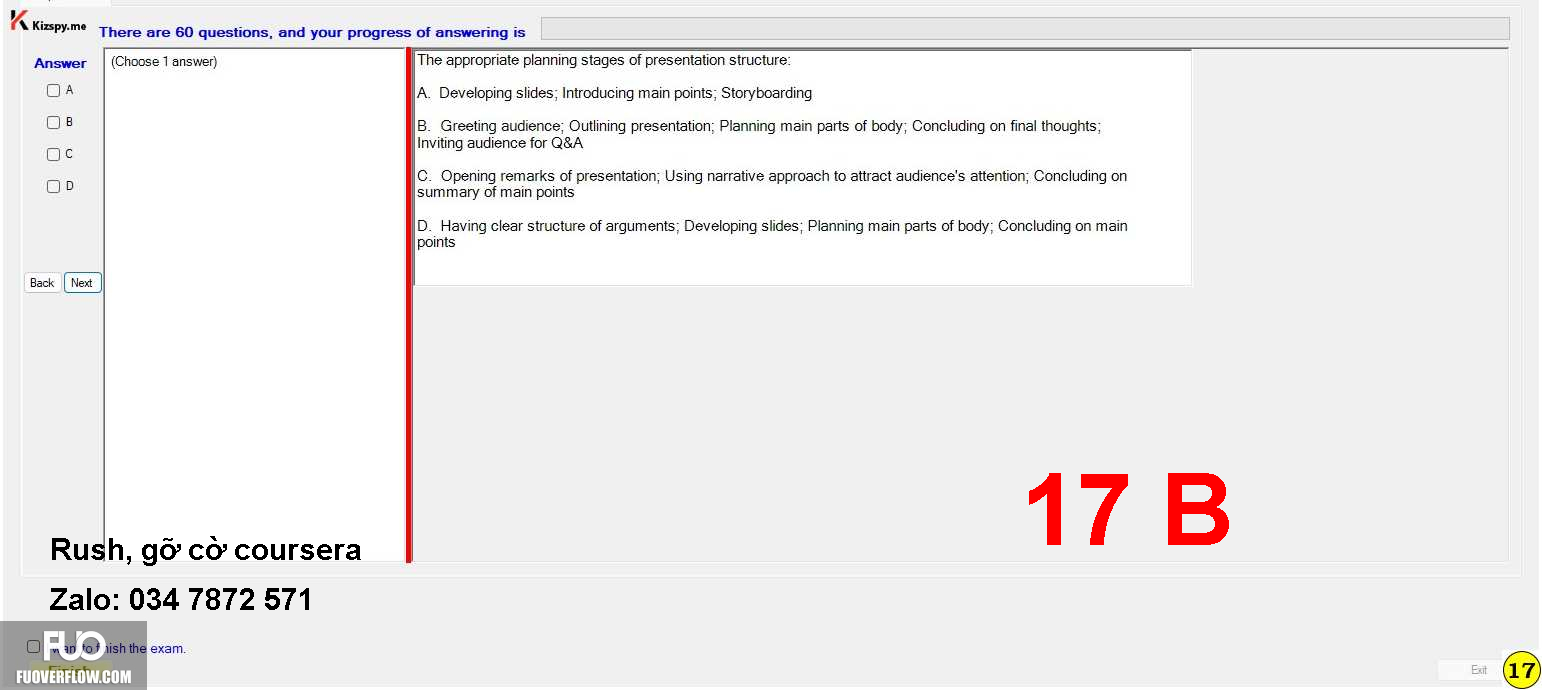 Kizspy.me
There are 60 questions, and your progress of answering is
Answer
(Choose 1 answer)
A
B
C
D
Back
Next
The appropriate planning stages of presentation structure:
A. Developing slides; Introducing main points; Storyboarding
B. Greeting audience; Outlining presentation; Planning main parts of body; Concluding on final thoughts;
Inviting audience for Q&A
C. Opening remarks of presentation; Using narrative approach to attract audience's attention; Concluding on
summary of main points
D. Having clear structure of arguments; Developing slides; Planning main parts of body; Concluding on main
points
17 B
Rush, gỡ cờ coursera
Zalo: 034 7872 571
want to finish the exam.
Finish
FUO
FUOVERFLOW.COM
Exit
17